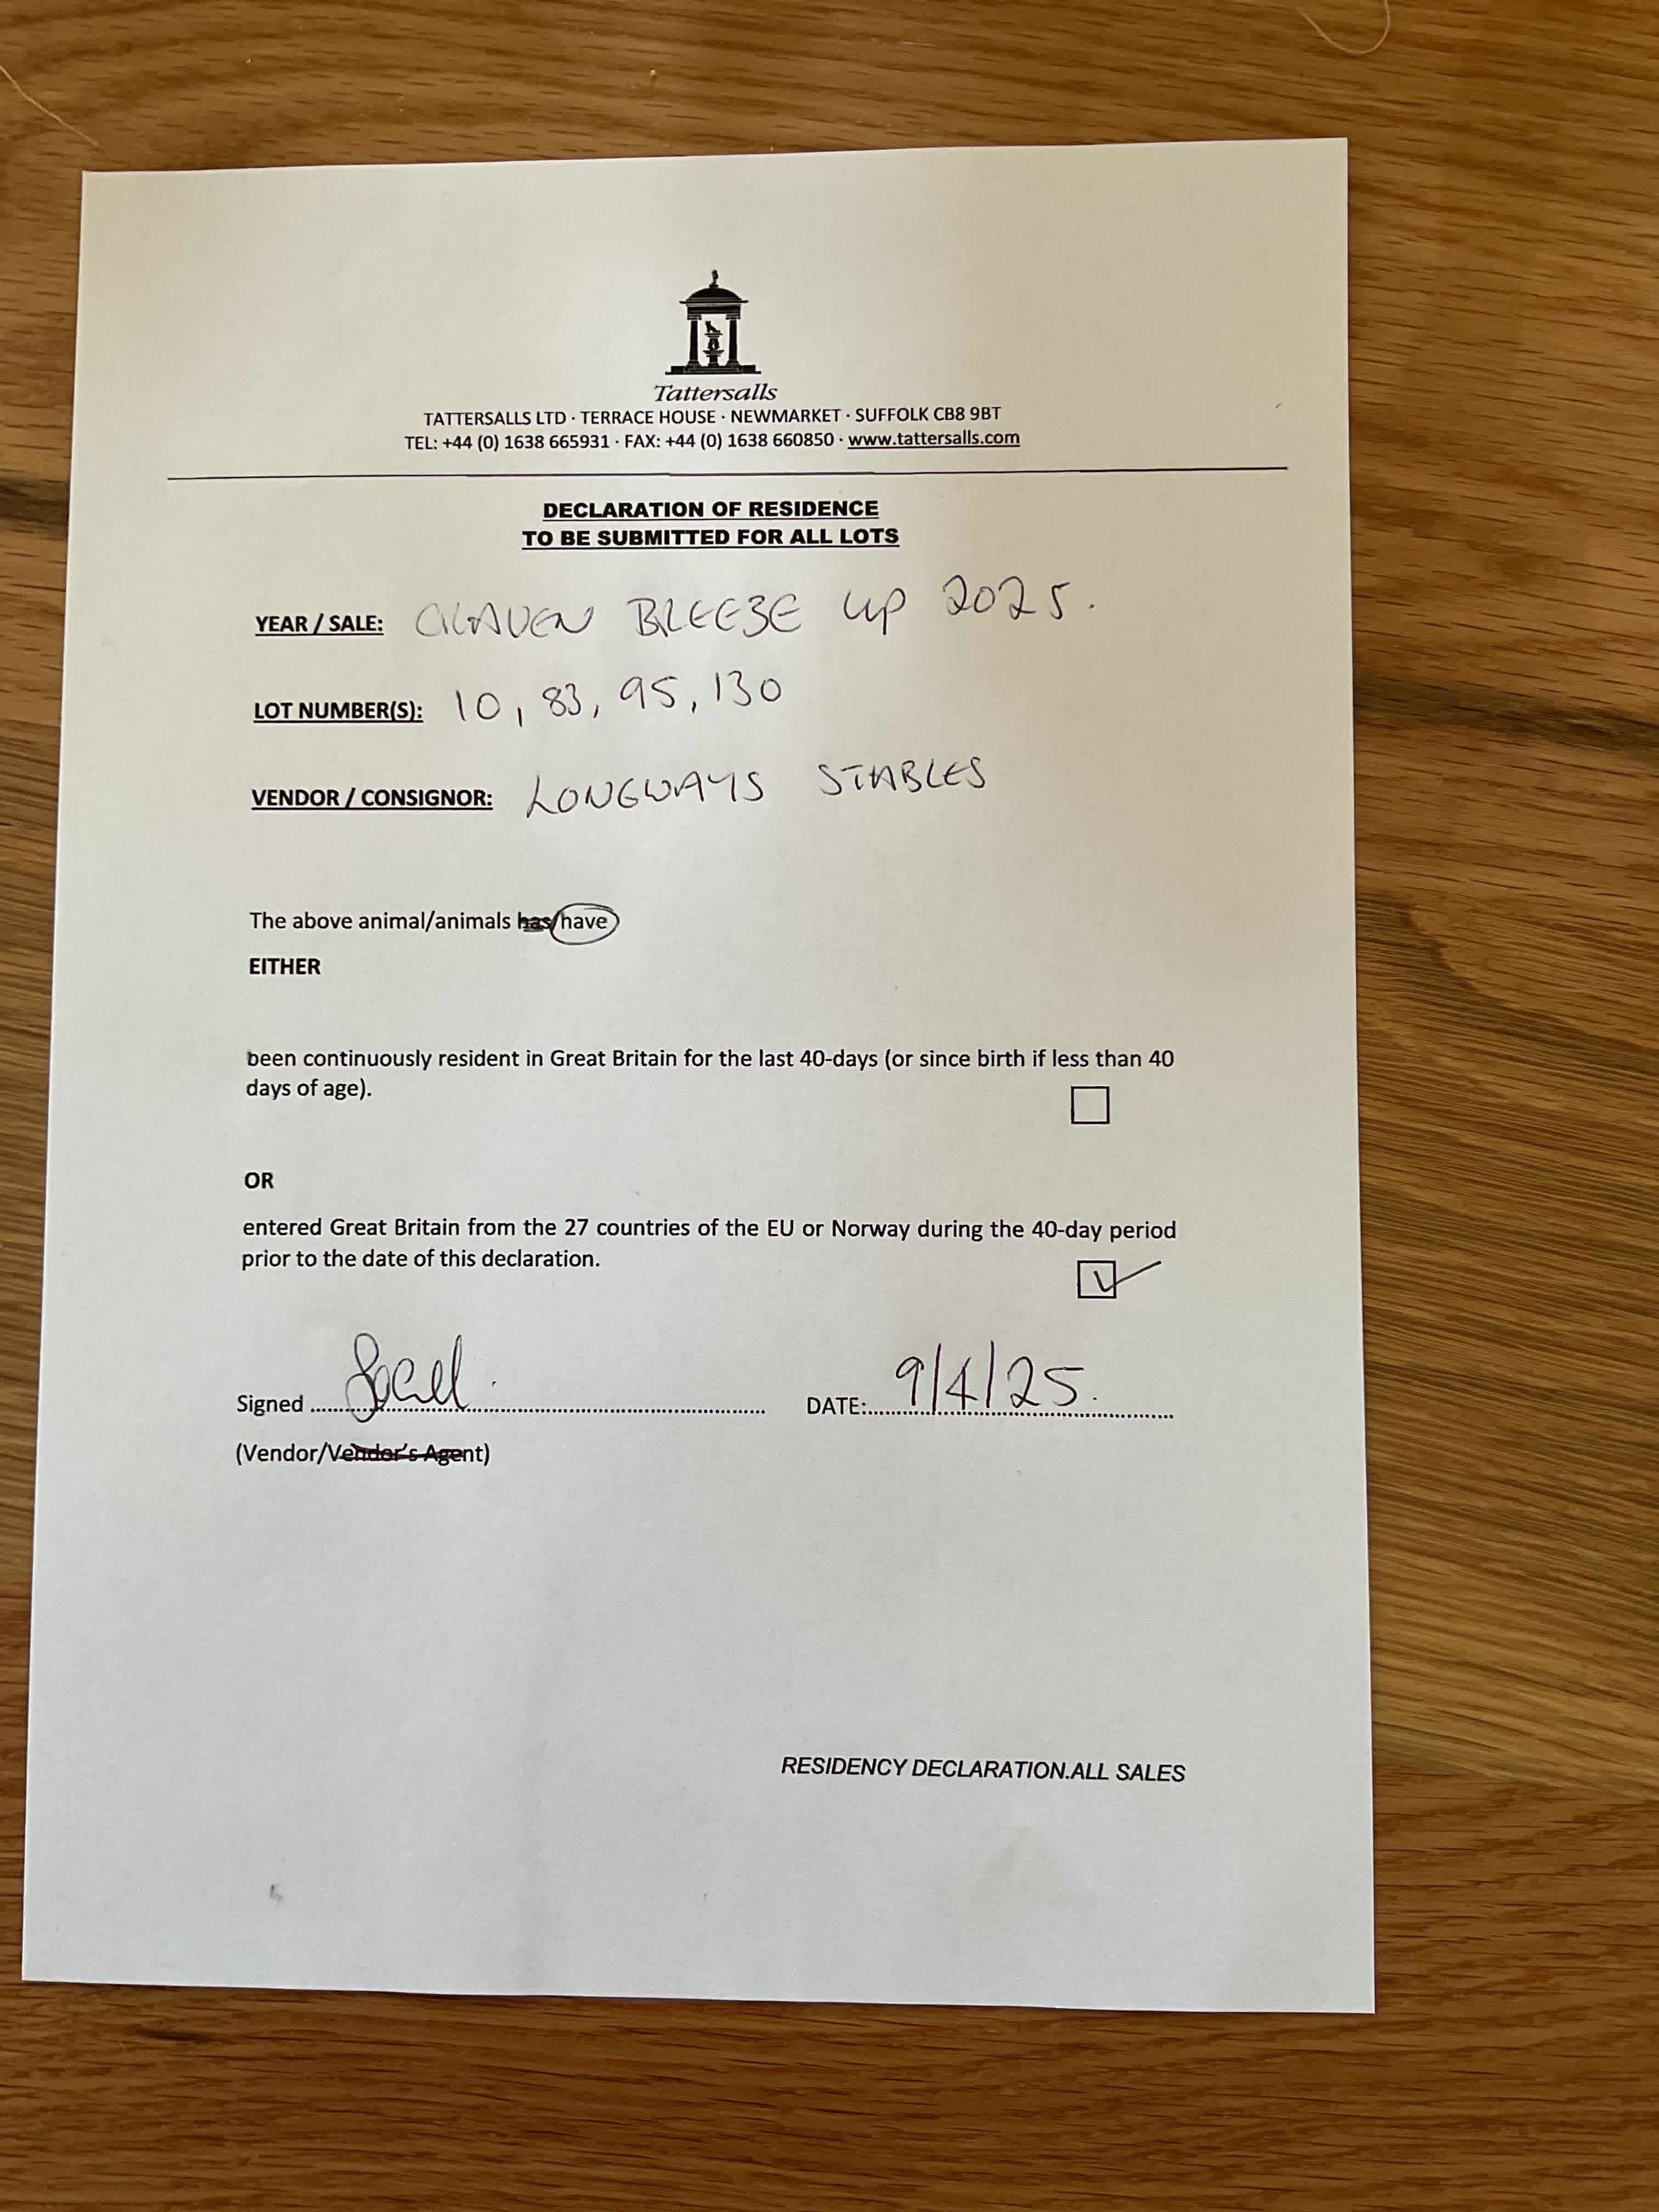 Tattersalls
TATTERSALLS LTD · TERRACE HOUSE · NEWMARKET · SUFFOLK CB8 9BT
TEL: +44 (0) 1638 665931 · FAX: +44 (0) 1638 660850 · www.tattersalls.com
DECLARATION OF RESIDENCE
TO BE SUBMITTED FOR ALL LOTS
YEAR / SALE: CRAVEN BREEZE UP 2025.
LOT NUMBER(S): 10, 83, 95, 130
VENDOR / CONSIGNOR: LONGWAYS STABLES
The above animal/animals has/have
EITHER
been continuously resident in Great Britain for the last 40-days (or since birth if less than 40
days of age).
OR
entered Great Britain from the 27 countries of the EU or Norway during the 40-day period
prior to the date of this declaration.
Signed DATE: 9/4/25.
(Vendor/Vendor's Agent)
RESIDENCY DECLARATION.ALL SALES